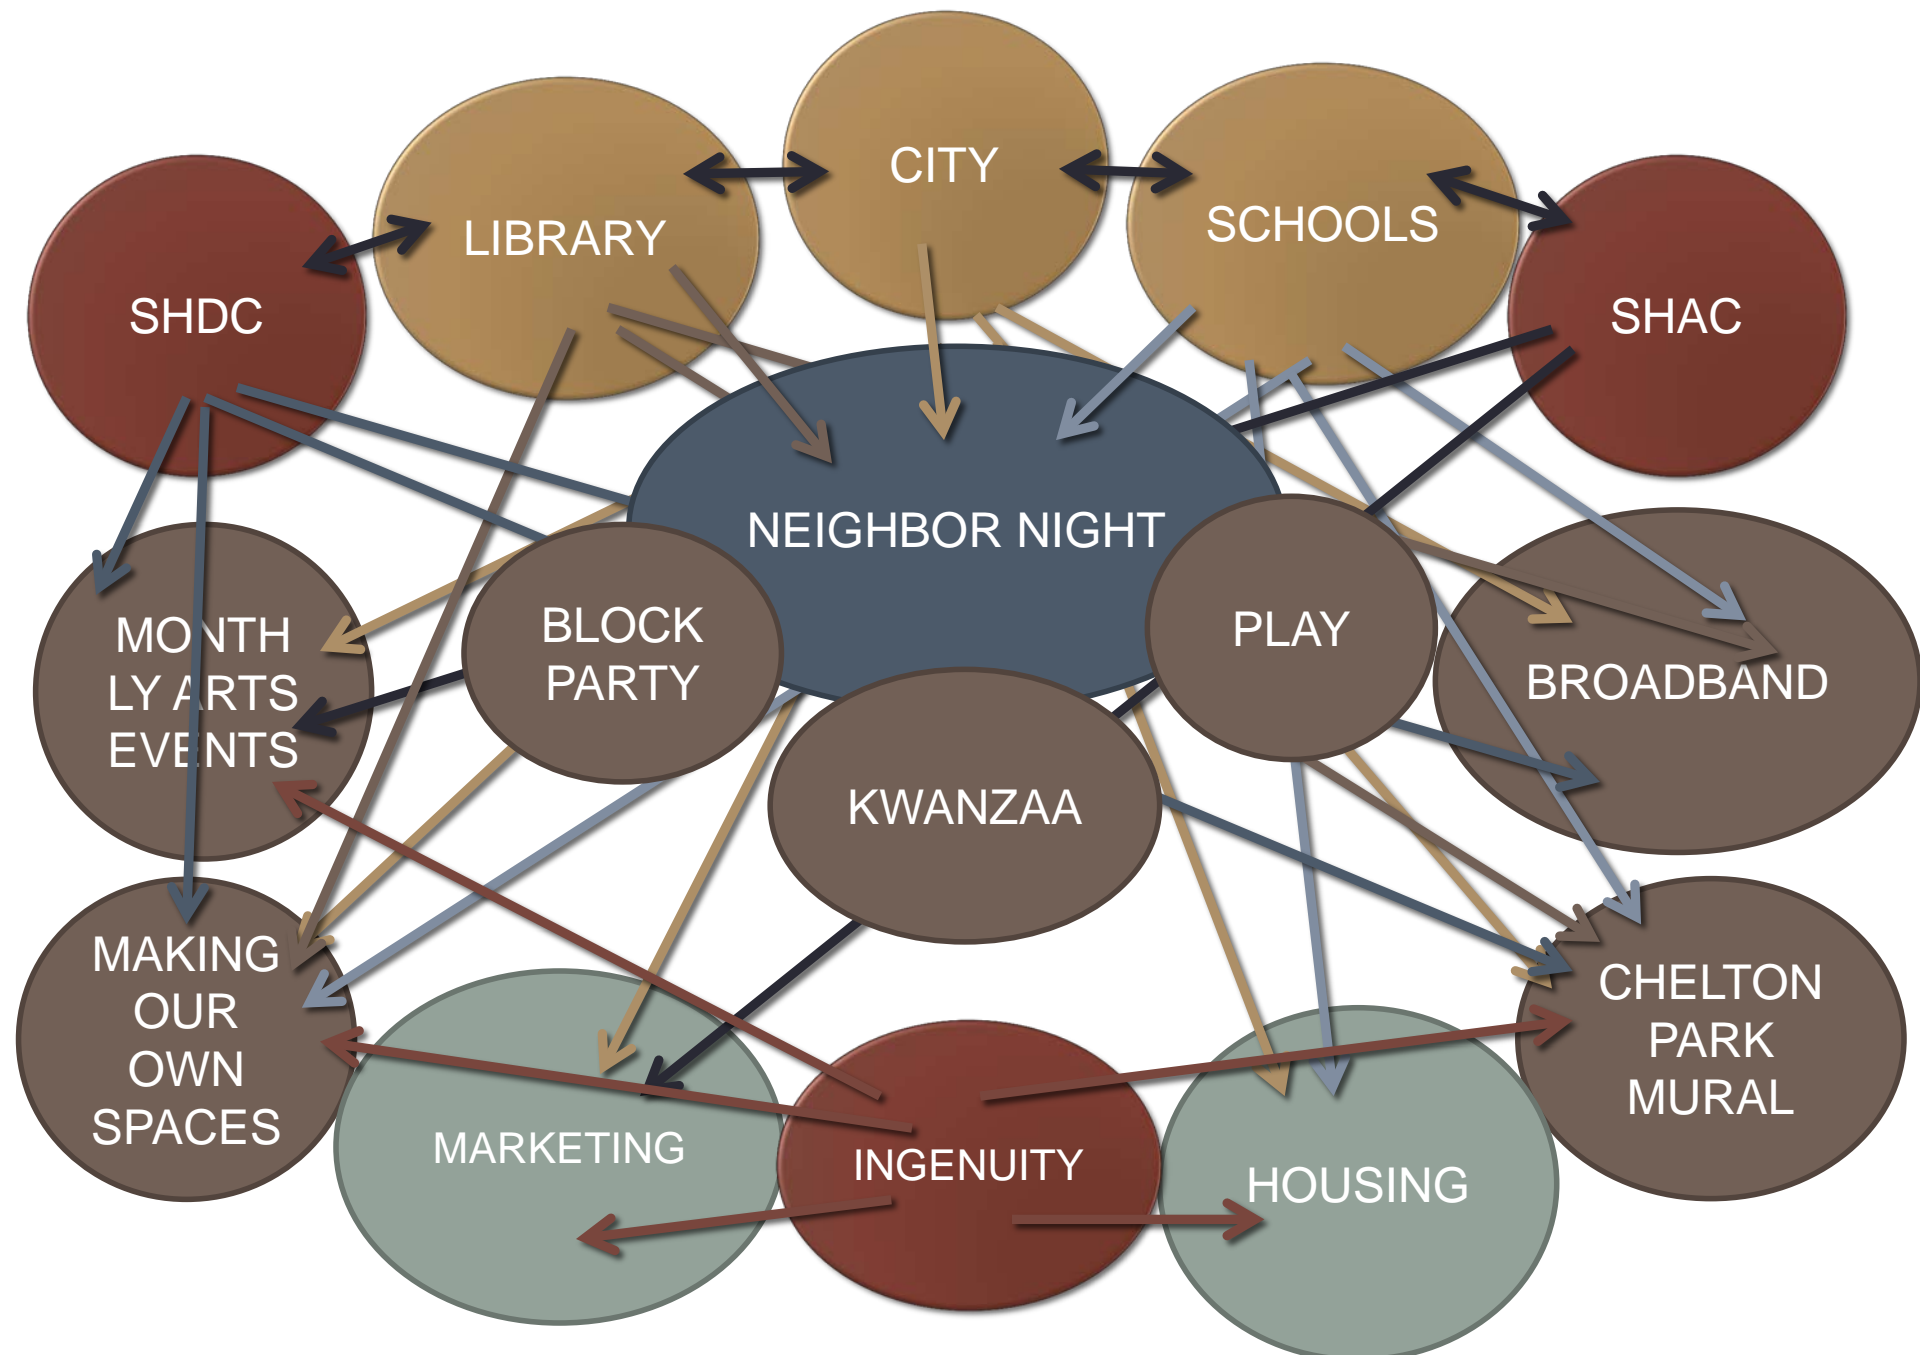 CITY
LIBRARY
SCHOOLS
SHDC
SHAC
NEIGHBOR NIGHT
BLOCK
PARTY
PLAY
MONTH
LY ARTS
EVENTS
BROADBAND
KWANZAA
MAKING
OUR
OWN
SPACES
CHELTON
PARK
MURAL
MARKETING
INGENUITY
HOUSING